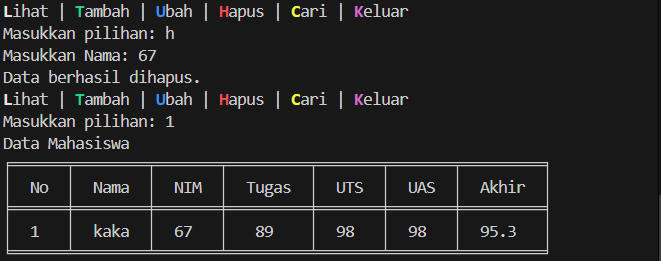 Lihat | Tambah | Ubah | Hapus | Cari | Keluar
Masukkan pilihan: h
Masukkan Nama: 67
Data berhasil dihapus.
Lihat | Tambah | Ubah | Hapus | Cari | Keluar
Masukkan pilihan: 1
Data Mahasiswa
No Nama NIM Tugas UTS UAS Akhir
1 kaka 67 89 98 98 95.3